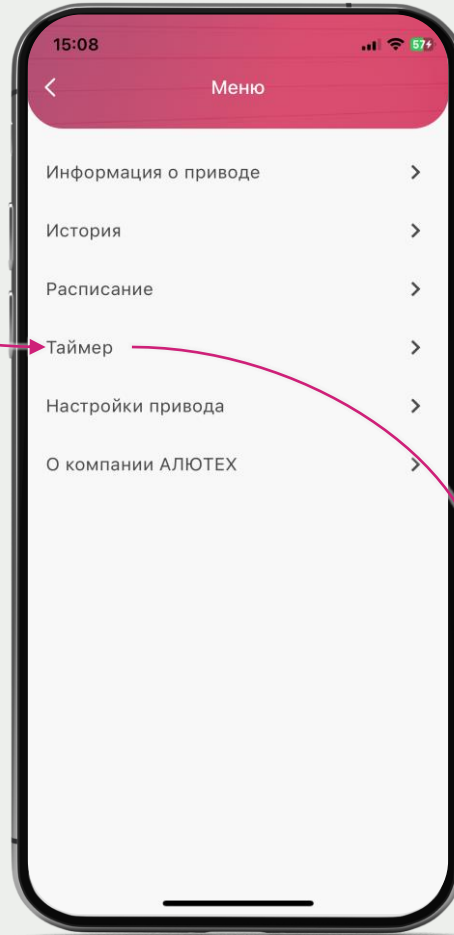 15:08
57
Меню
Информация о приводе
История
Расписание
Таймер
Настройки привода
О компании АЛЮТЕХ